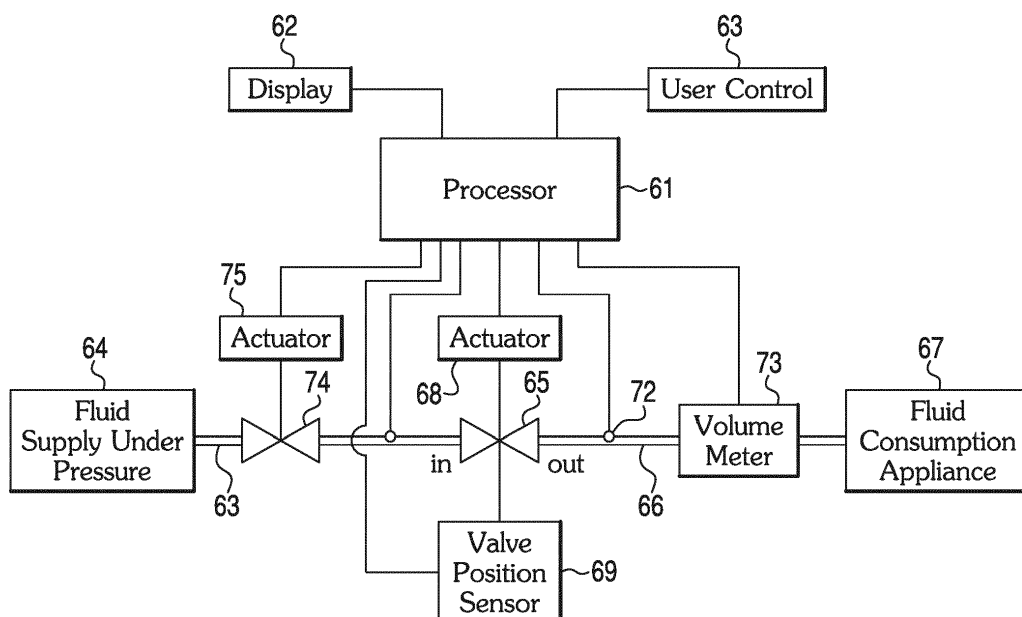 62
63
Display
User Control
Processor
61
75
Actuator
Actuator
68
64
Fluid
Supply Under
Pressure
63
74
65
in
out
72
66
73
Volume
Meter
67
Fluid
Consumption
Appliance
Valve
Position
Sensor
69